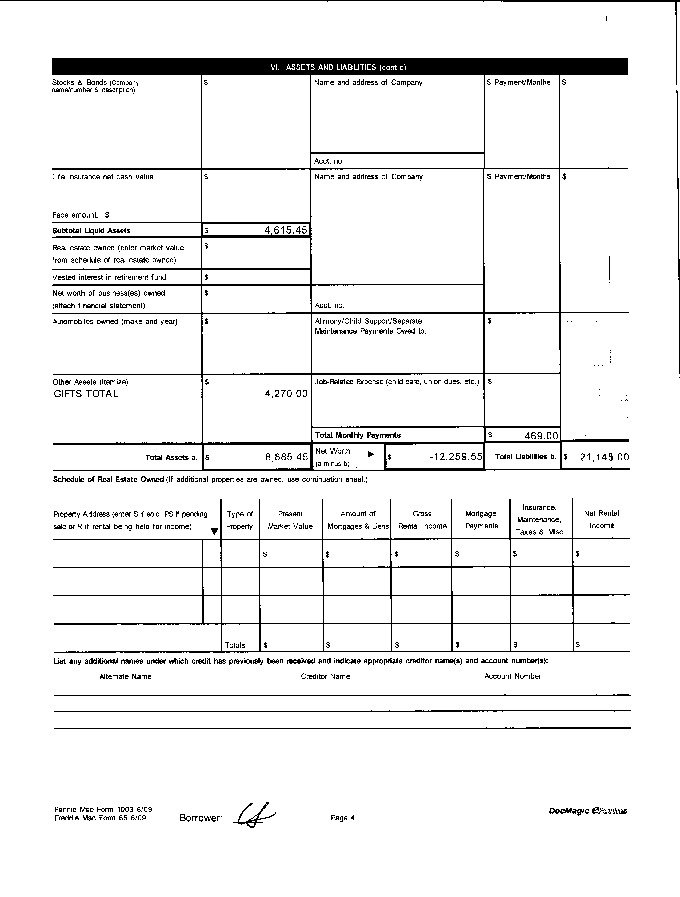 VI. ASSETS AND LIABILITIES (cont'd)
Stocks & Bonds (Company name/number & description)
$
Name and address of Company
$ Payment/Months
$
Acct. no.
Life insurance net cash value
$
Name and address of Company
$ Payment/Months
$
Face amount: $
Subtotal Liquid Assets
$ 4,615.45
Real estate owned (enter market value from schedule of real estate owned)
$
Vested interest in retirement fund
$
Net worth of business(es) owned (attach financial statement)
$
Acct. no.
Automobiles owned (make and year)
$
Alimony/Child Support/Separate Maintenance Payments Owed to:
$
Other Assets (itemize)
GIFTS TOTAL
$
4,270.00
Job-Related Expense (child care, union dues, etc.)
$
Total Monthly Payments
$ 469.00
Total Assets a.
$ 8,885.45
Net Worth (a minus b)
$ -12,259.55
Total Liabilities b.
$ 21,145.00
Schedule of Real Estate Owned (If additional properties are owned, use continuation sheet.)
Property Address (enter S if sold, PS if pending sale or R if rental being held for income)
Type of Property
Present Market Value
Amount of Mortgages & Liens
Gross Rental Income
Mortgage Payments
Insurance, Maintenance, Taxes & Misc.
Net Rental Income
$ $ $ $ $ $
Totals $ $ $ $ $ $
List any additional names under which credit has previously been received and indicate appropriate creditor name(s) and account number(s):
Alternate Name
Creditor Name
Account Number
Fannie Mae Form 1003 6/09
Freddie Mac Form 65 6/09
Borrower:
Page 4
DocMagic